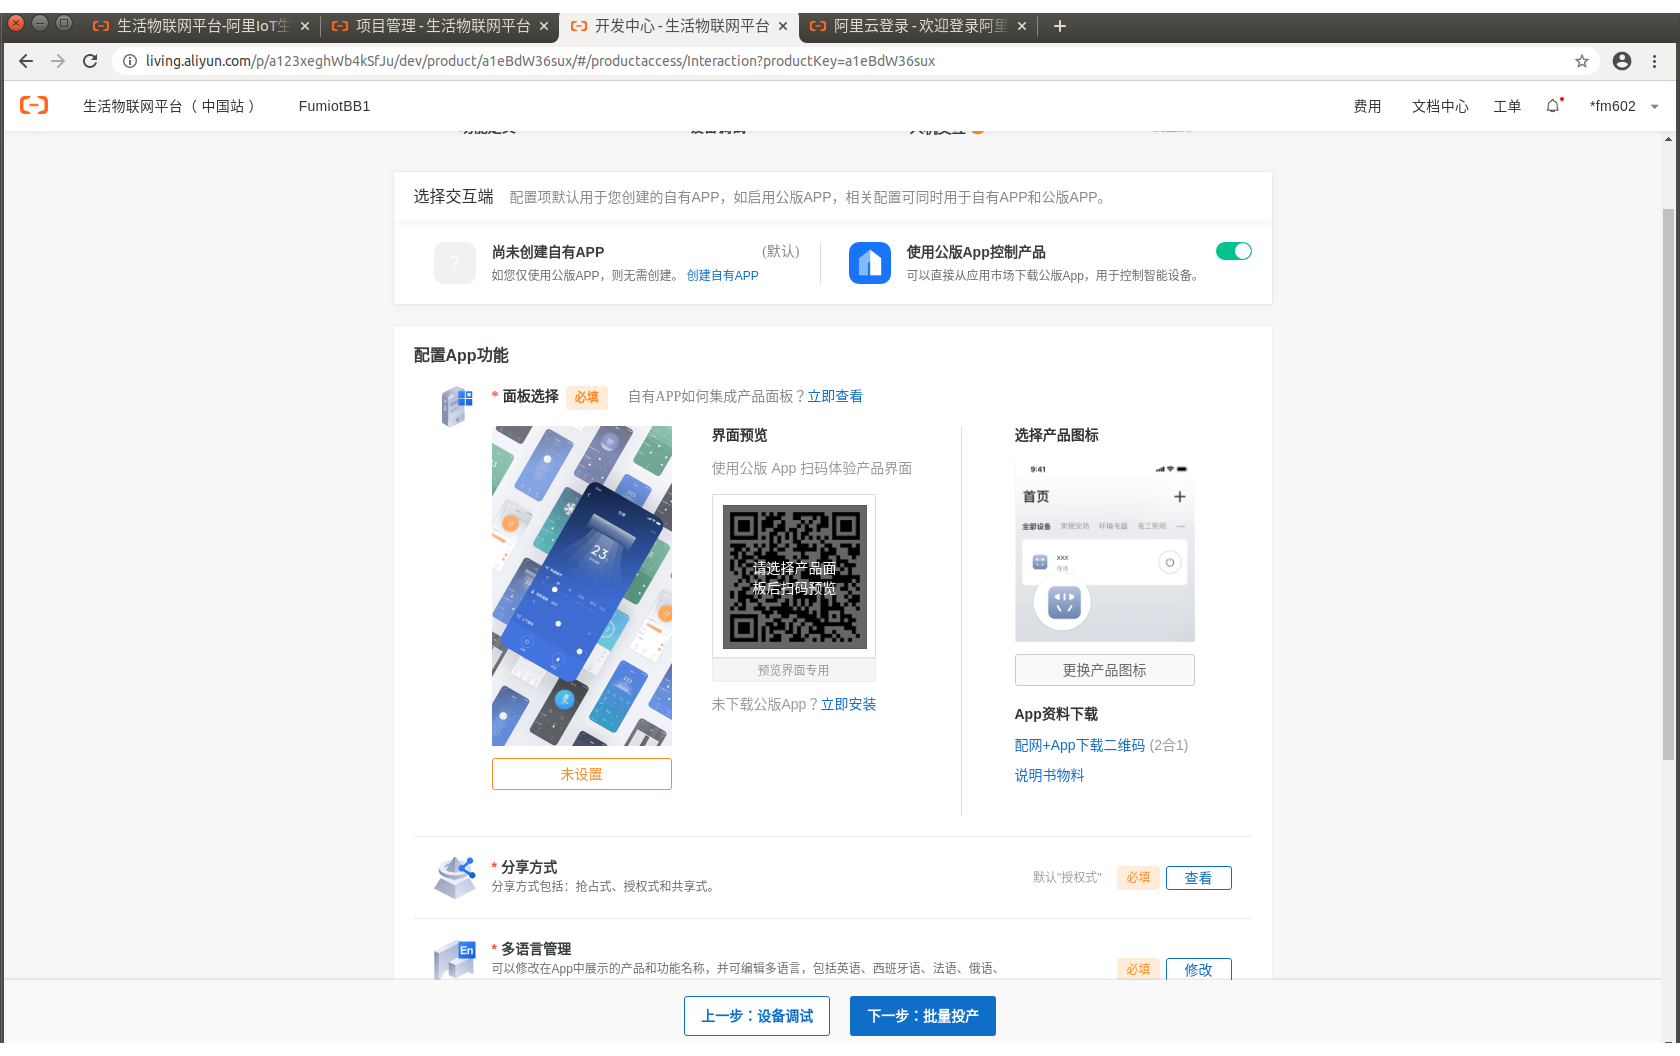 生活物联网平台-阿里IoT生
项目管理 - 生活物联网平台
开发中心 - 生活物联网平台
阿里云登录 - 欢迎登录阿里
living.aliyun.com/p/a123xeghWb4kSfJu/dev/product/a1eBdW36sux/#/productaccess/Interaction?productKey=a1eBdW36sux
生活物联网平台（ 中国站 ）
FumiotBB1
费用
文档中心
工单
*fm602
功能定义
设备调试
人机交互
选择交互端
配置项默认用于您创建的自有APP，如启用公版APP，相关配置可同时用于自有APP和公版APP。
?
尚未创建自有APP
(默认)
如您仅使用公版APP，则无需创建。 创建自有APP
使用公版App控制产品
可以直接从应用市场下载公版App，用于控制智能设备。
配置App功能
* 面板选择 必填 自有APP如何集成产品面板？立即查看
23
界面预览
使用公版 App 扫码体验产品界面
请选择产品面
板后扫码预览
预览界面专用
未下载公版App？立即安装
未设置
选择产品图标
9:41
首页
全部设备
xxx
在线
更换产品图标
App资料下载
配网+App下载二维码 (2合1)
说明书物料
* 分享方式
分享方式包括：抢占式、授权式和共享式。
默认"授权式"
必填
查看
En
* 多语言管理
可以修改在App中展示的产品和功能名称，并可编辑多语言，包括英语、西班牙语、法语、俄语、
必填
修改
上一步：设备调试
下一步：批量投产